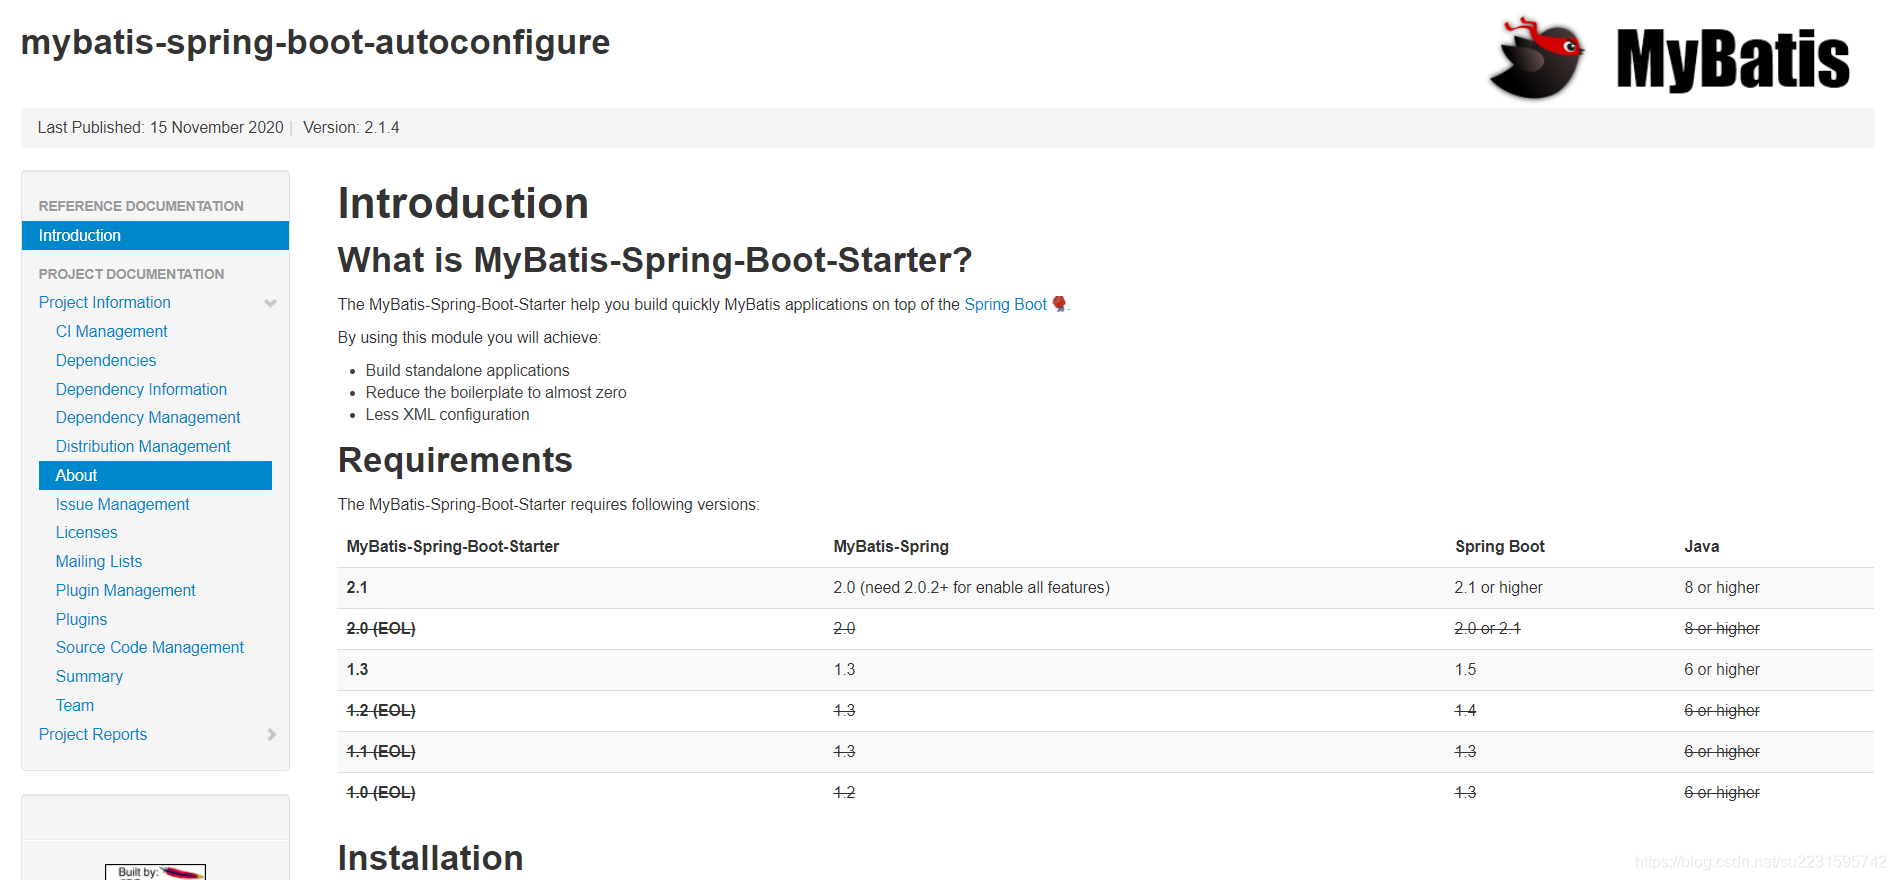 mybatis-spring-boot-autoconfigure
MyBatis
Last Published: 15 November 2020 | Version: 2.1.4
REFERENCE DOCUMENTATION
Introduction
PROJECT DOCUMENTATION
Project Information
CI Management
Dependencies
Dependency Information
Dependency Management
Distribution Management
About
Issue Management
Licenses
Mailing Lists
Plugin Management
Plugins
Source Code Management
Summary
Team
Project Reports
Built by:
Introduction
What is MyBatis-Spring-Boot-Starter?
The MyBatis-Spring-Boot-Starter help you build quickly MyBatis applications on top of the Spring Boot .
By using this module you will achieve:
• Build standalone applications
• Reduce the boilerplate to almost zero
• Less XML configuration
Requirements
The MyBatis-Spring-Boot-Starter requires following versions:
MyBatis-Spring-Boot-Starter MyBatis-Spring Spring Boot Java
2.1 2.0 (need 2.0.2+ for enable all features) 2.1 or higher 8 or higher
2.0 (EOL) 2.0 2.0 or 2.1 8 or higher
1.3 1.3 1.5 6 or higher
1.2 (EOL) 1.3 1.4 6 or higher
1.1 (EOL) 1.3 1.3 6 or higher
1.0 (EOL) 1.2 1.3 6 or higher
Installation
https://blog.csdn.net/su2231595742